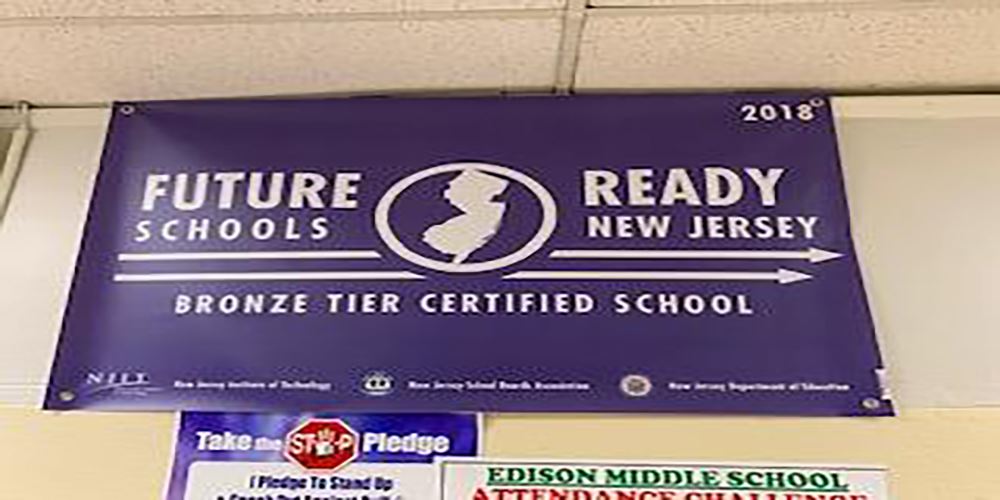 2018
FUTURE READY
SCHOOLS NEW JERSEY
BRONZE TIER CERTIFIED SCHOOL
NJIT New Jersey Institute of Technology New Jersey School Boards Association New Jersey Department of Education
Take the STOP Pledge
I Pledge To Stand Up
EDISON MIDDLE SCHOOL
ATTENDANCE CHALLENGE